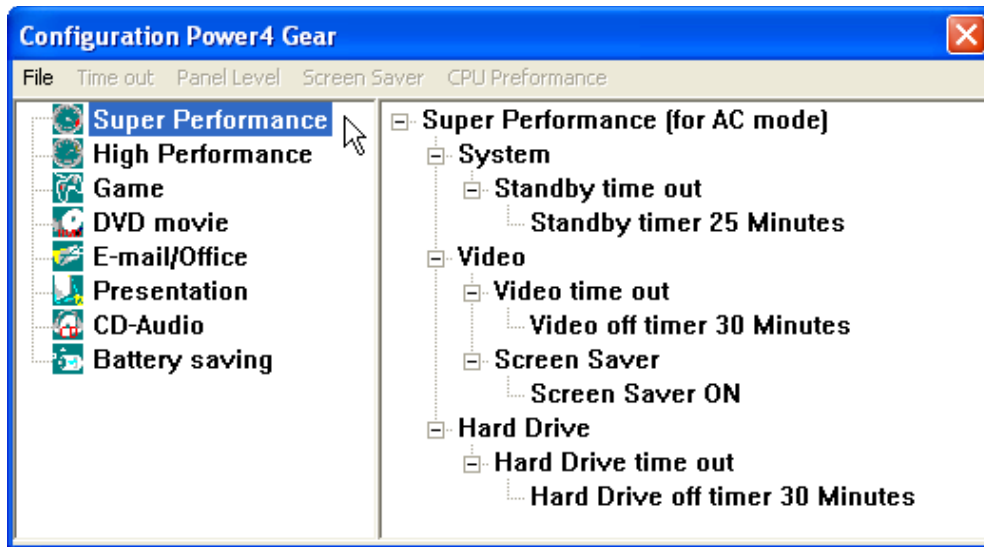 Configuration Power4 Gear
File Time out Panel Level Screen Saver CPU Preformance
Super Performance
High Performance
Game
DVD movie
E-mail/Office
Presentation
CD-Audio
Battery saving
Super Performance (for AC mode)
System
Standby time out
Standby timer 25 Minutes
Video
Video time out
Video off timer 30 Minutes
Screen Saver
Screen Saver ON
Hard Drive
Hard Drive time out
Hard Drive off timer 30 Minutes